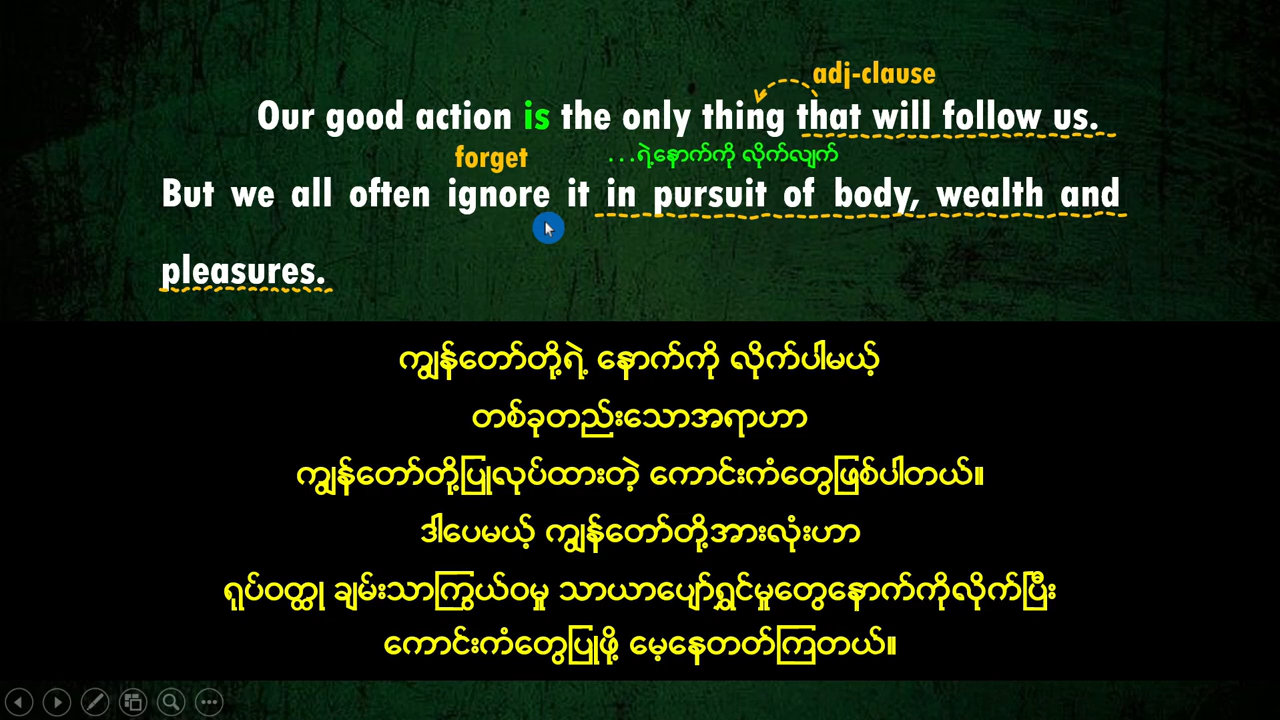 adj-clause
Our good action is the only thing that will follow us.
forget
...ရဲ့နောက်ကို လိုက်လျက်
But we all often ignore it in pursuit of body, wealth and
pleasures.
ကျွန်တော်တို့ရဲ့ နောက်ကို လိုက်ပါမယ့်
တစ်ခုတည်းသောအရာဟာ
ကျွန်တော်တို့ပြုလုပ်ထားတဲ့ ကောင်းကံတွေဖြစ်ပါတယ်။
ဒါပေမယ့် ကျွန်တော်တို့အားလုံးဟာ
ရုပ်ဝတ္ထု ချမ်းသာကြွယ်ဝမှု သာယာပျော်ရွှင်မှုတွေနောက်ကိုလိုက်ပြီး
ကောင်းကံတွေပြုဖို့ မေ့နေတတ်ကြတယ်။